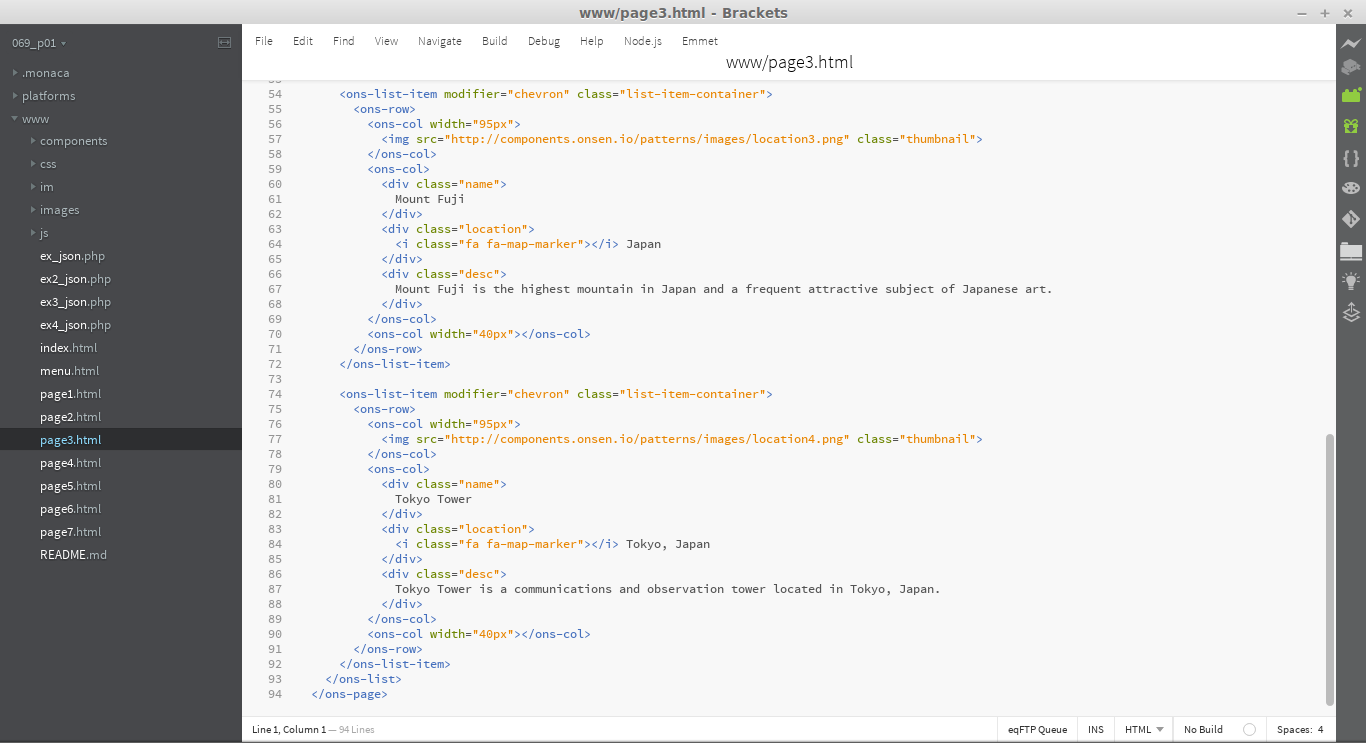 www/page3.html - Brackets
069_p01
.monaca
platforms
www
components
css
im
images
js
ex_json.php
ex2_json.php
ex3_json.php
ex4_json.php
index.html
menu.html
page1.html
page2.html
page3.html
page4.html
page5.html
page6.html
page7.html
README.md
File Edit Find View Navigate Build Debug Help Node.js Emmet
www/page3.html
54 <ons-list-item modifier="chevron" class="list-item-container">
55 <ons-row>
56 <ons-col width="95px">
57 <img src="http://components.onsen.io/patterns/images/location3.png" class="thumbnail">
58 </ons-col>
59 <ons-col>
60 <div class="name">
61 Mount Fuji
62 </div>
63 <div class="location">
64 <i class="fa fa-map-marker"></i> Japan
65 </div>
66 <div class="desc">
67 Mount Fuji is the highest mountain in Japan and a frequent attractive subject of Japanese art.
68 </div>
69 </ons-col>
70 <ons-col width="40px"></ons-col>
71 </ons-row>
72 </ons-list-item>
73
74 <ons-list-item modifier="chevron" class="list-item-container">
75 <ons-row>
76 <ons-col width="95px">
77 <img src="http://components.onsen.io/patterns/images/location4.png" class="thumbnail">
78 </ons-col>
79 <ons-col>
80 <div class="name">
81 Tokyo Tower
82 </div>
83 <div class="location">
84 <i class="fa fa-map-marker"></i> Tokyo, Japan
85 </div>
86 <div class="desc">
87 Tokyo Tower is a communications and observation tower located in Tokyo, Japan.
88 </div>
89 </ons-col>
90 <ons-col width="40px"></ons-col>
91 </ons-row>
92 </ons-list-item>
93 </ons-list>
94 </ons-page>
Line 1, Column 1 — 94 Lines
eqFTP Queue INS HTML No Build Spaces: 4